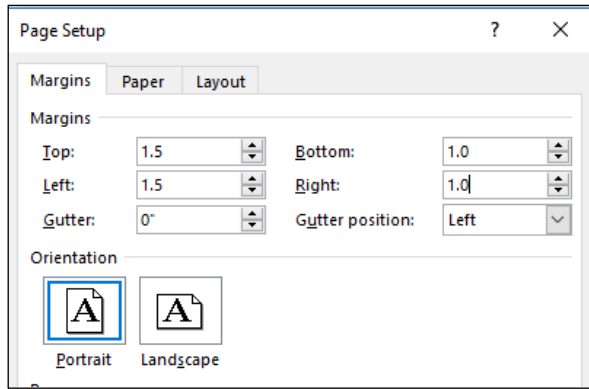 Page Setup ? ×
Margins Paper Layout
Margins
Top: 1.5 Bottom: 1.0
Left: 1.5 Right: 1.0
Gutter: 0" Gutter position: Left
Orientation
A A
Portrait Landscape